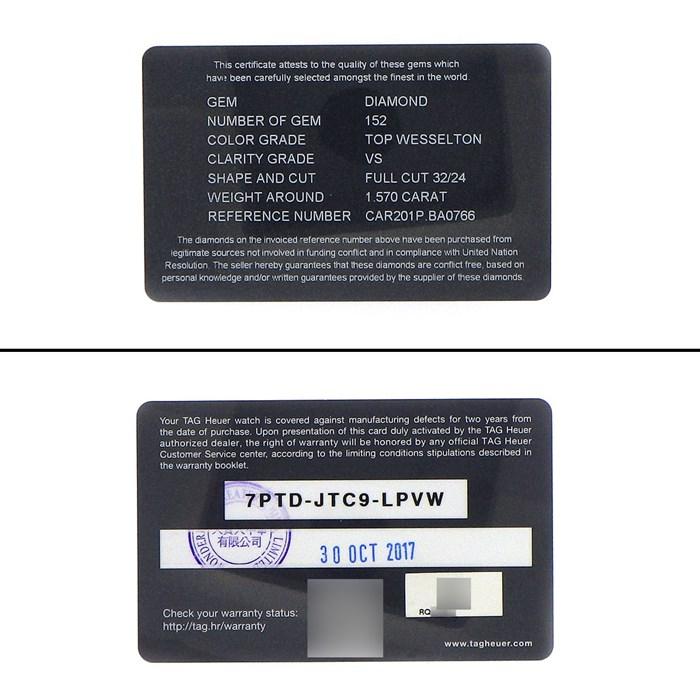 This certificate attests to the quality of these gems which
have been carefully selected amongst the finest in the world.
GEM DIAMOND
NUMBER OF GEM 152
COLOR GRADE TOP WESSELTON
CLARITY GRADE VS
SHAPE AND CUT FULL CUT 32/24
WEIGHT AROUND 1.570 CARAT
REFERENCE NUMBER CAR201P.BA0766
The diamonds on the invoiced reference number above have been purchased from
legitimate sources not involved in funding conflict and in compliance with United Nation
Resolution. The seller hereby guarantees that these diamonds are conflict free, based on
personal knowledge and/or written guarantees provided by the supplier of these diamonds.
Your TAG Heuer watch is covered against manufacturing defects for two years from
the date of purchase. Upon presentation of this card duly activated by the TAG Heuer
authorized dealer, the right of warranty will be honored by any official TAG Heuer
Customer Service center, according to the limiting conditions stipulations described in
the warranty booklet.
7PTD-JTC9-LPVW
有限公司
LIMITED
30 OCT 2017
Check your warranty status:
http://tag.hr/warranty
RQ
www.tagheuer.com